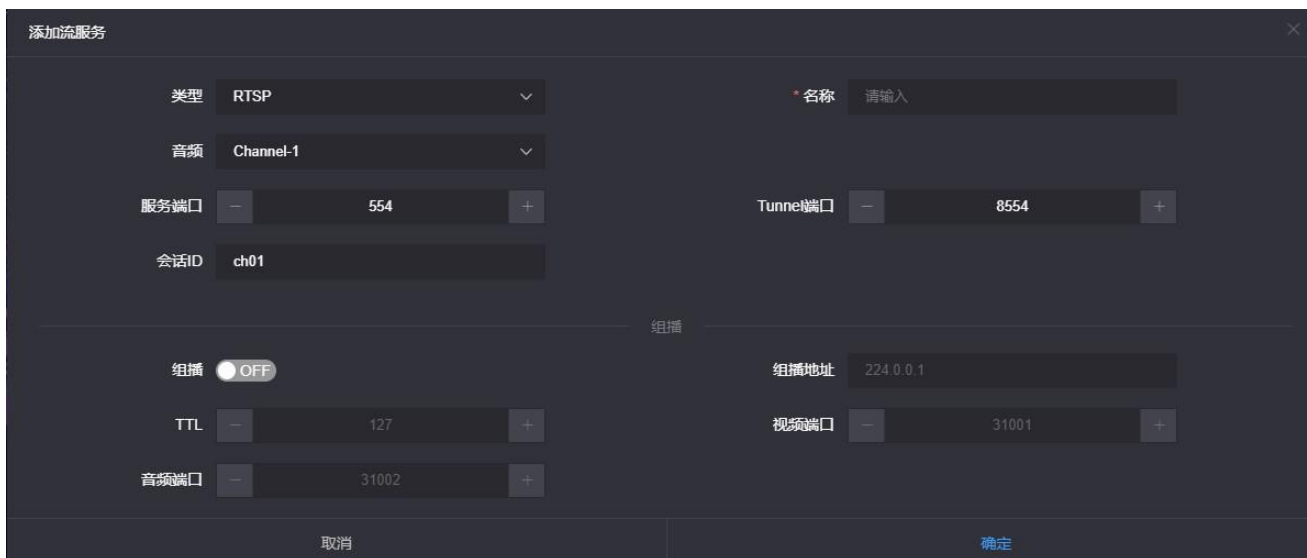 添加流服务
类型 RTSP * 名称 请输入
音频 Channel-1
服务端口 − 554 + Tunnel端口 − 8554 +
会话ID ch01
组播
组播 OFF 组播地址 224.0.0.1
TTL − 127 + 视频端口 − 31001 +
音频端口 − 31002 +
取消 确定